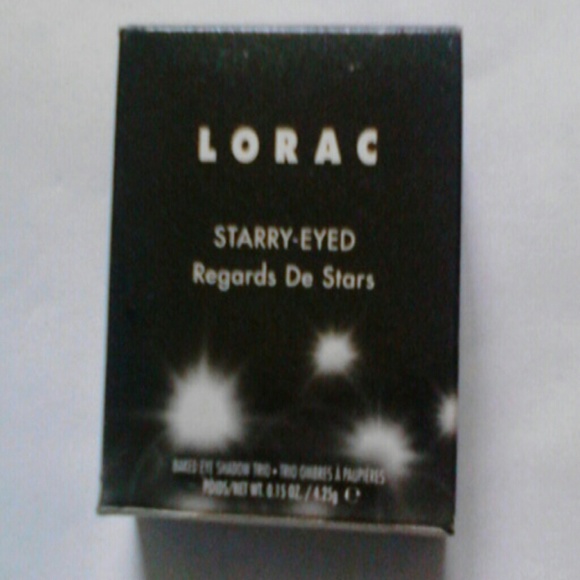 LORAC
STARRY-EYED
Regards De Stars
BAKED EYE SHADOW TRIO • TRIO OMBRES À PAUPIÈRES
POIDS/NET WT. 0.15 OZ. / 4.25g ℮